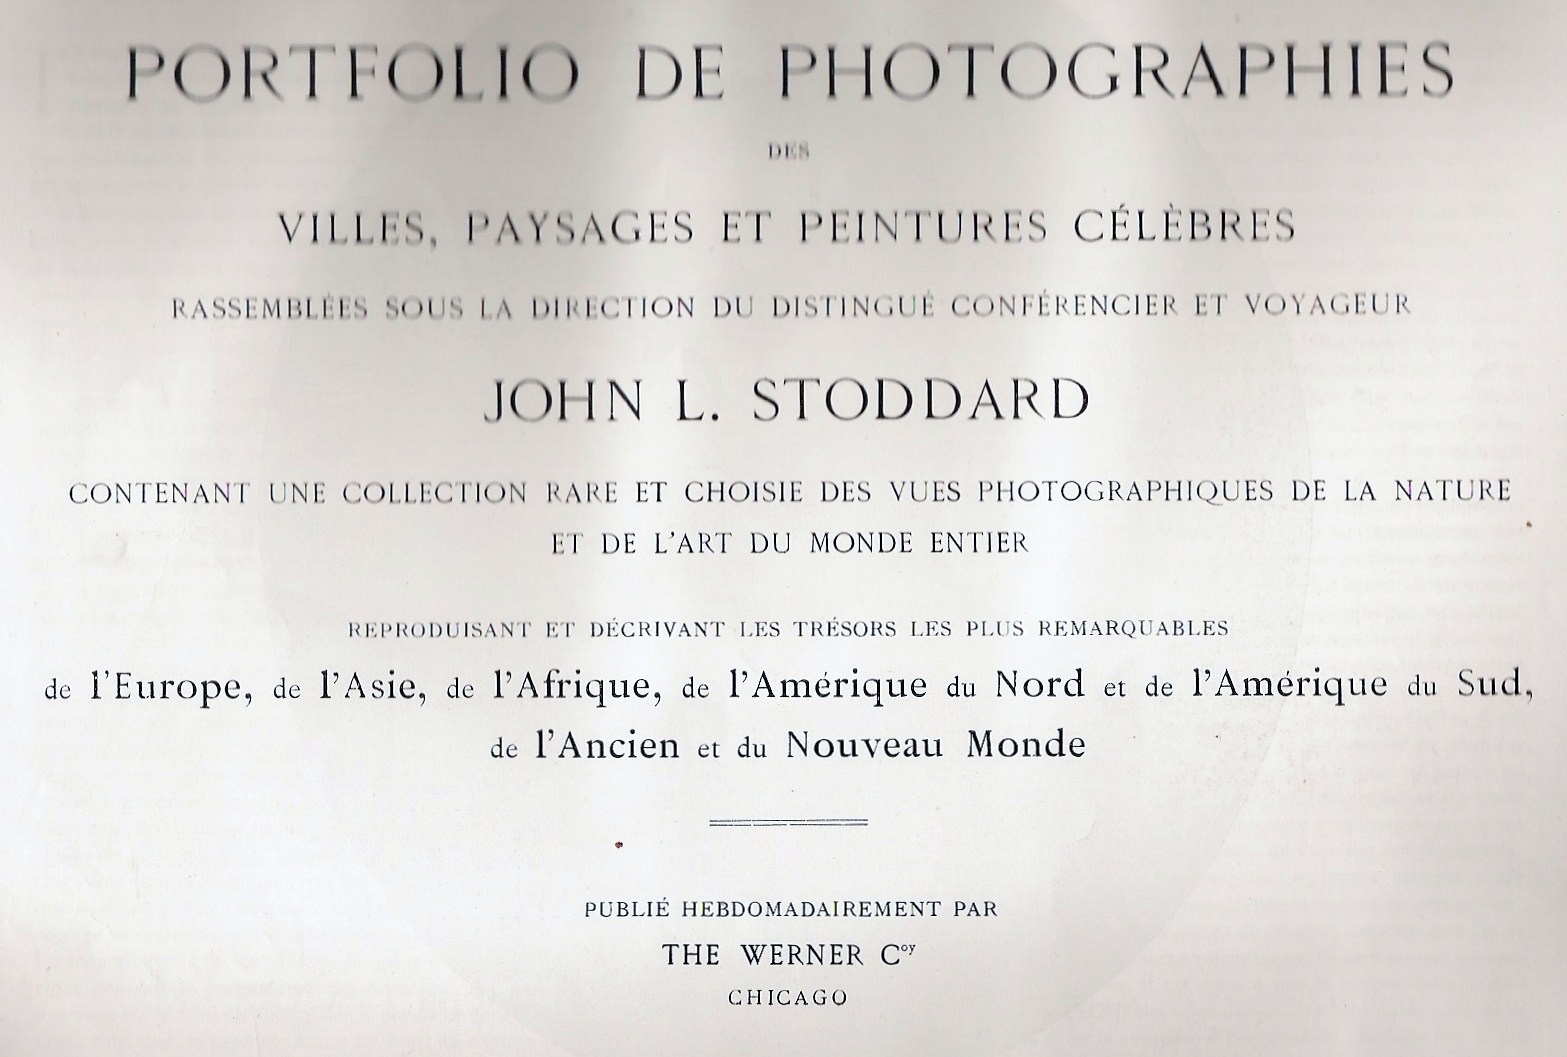 PORTFOLIO DE PHOTOGRAPHIES
DES
VILLES, PAYSAGES ET PEINTURES CÉLÈBRES
RASSEMBLÉES SOUS LA DIRECTION DU DISTINGUÉ CONFÉRENCIER ET VOYAGEUR
JOHN L. STODDARD
CONTENANT UNE COLLECTION RARE ET CHOISIE DES VUES PHOTOGRAPHIQUES DE LA NATURE
ET DE L'ART DU MONDE ENTIER
REPRODUISANT ET DÉCRIVANT LES TRÉSORS LES PLUS REMARQUABLES
de l'Europe, de l'Asie, de l'Afrique, de l'Amérique du Nord et de l'Amérique du Sud,
de l'Ancien et du Nouveau Monde
PUBLIÉ HEBDOMADAIREMENT PAR
THE WERNER Coy
CHICAGO